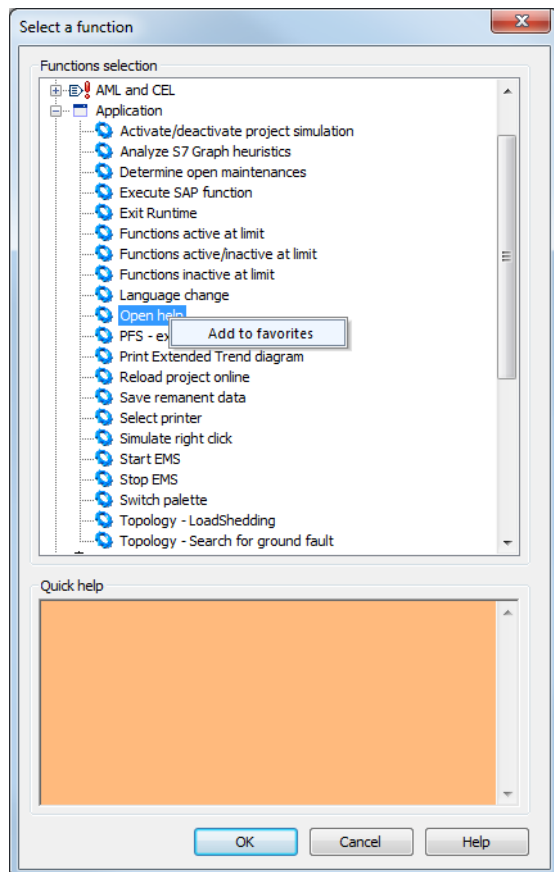 Select a function
Functions selection
AML and CEL
Application
Activate/deactivate project simulation
Analyze S7 Graph heuristics
Determine open maintenances
Execute SAP function
Exit Runtime
Functions active at limit
Functions active/inactive at limit
Functions inactive at limit
Language change
Open help
PFS - ex
Add to favorites
Print Extended Trend diagram
Reload project online
Save remanent data
Select printer
Simulate right click
Start EMS
Stop EMS
Switch palette
Topology - LoadShedding
Topology - Search for ground fault
Quick help
OK Cancel Help